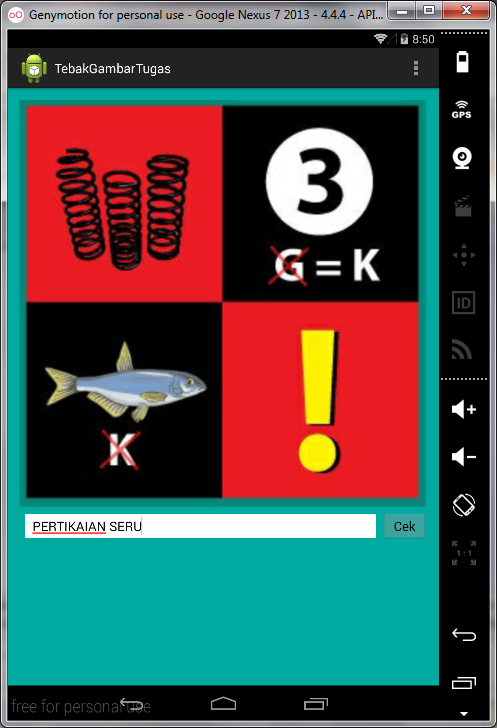 Genymotion for personal use - Google Nexus 7 2013 - 4.4.4 - API...
8:50
TebakGambarTugas
GPS
3
G = K
ID
K
!
PERTIKAIAN SERU
Cek
1:1
free for personal use